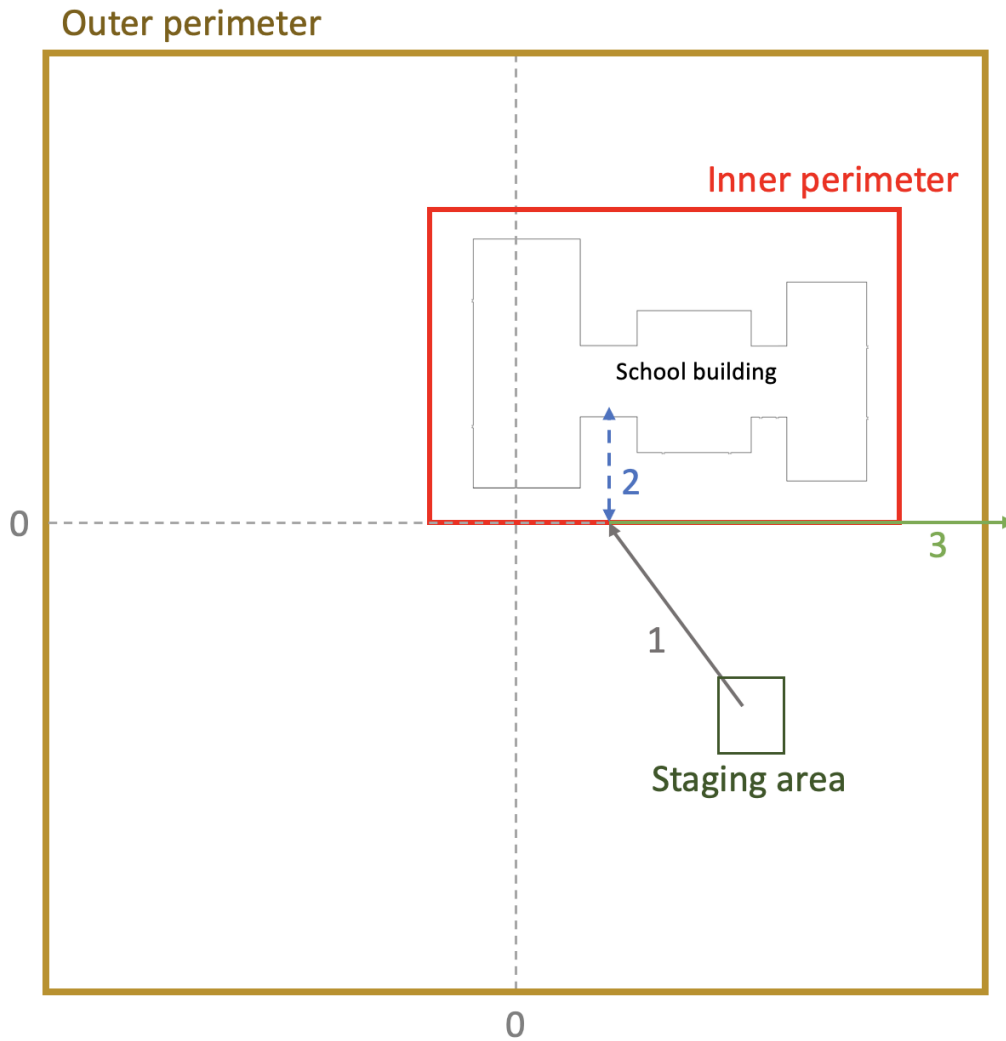 Outer perimeter
Inner perimeter
School building
2
0
3
1
Staging area
0